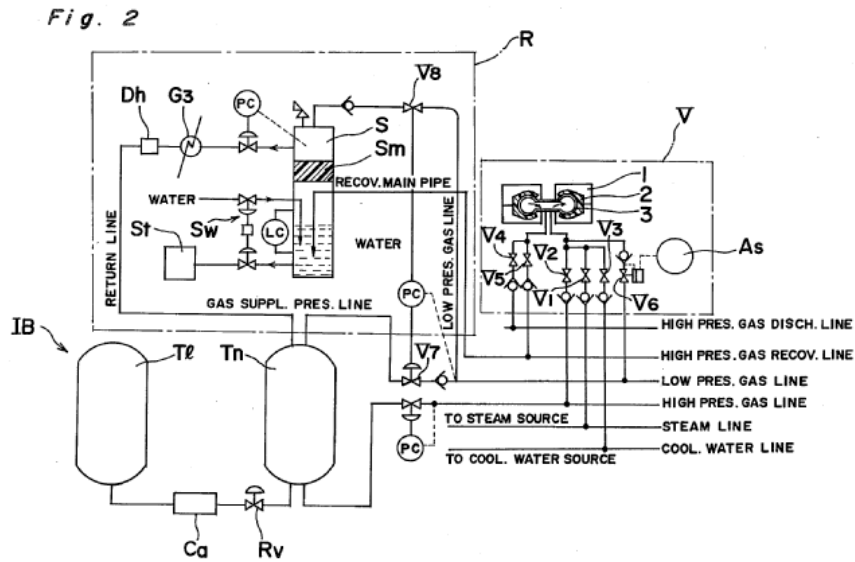 Fig. 2
R
V8
Dh
G3
PC
S
Sm
V
RECOV. MAIN PIPE
1
2
3
WATER
Sw
St
LC
WATER
V4
V5
V2
V1
V3
V6
As
RETURN LINE
LOW PRES. GAS LINE
GAS SUPPL. PRES. LINE
PC
HIGH PRES. GAS DISCH. LINE
IB
Tl
Tn
HIGH PRES. GAS RECOV. LINE
V7
LOW PRES. GAS LINE
HIGH PRES. GAS LINE
TO STEAM SOURCE
STEAM LINE
PC
TO COOL. WATER SOURCE
COOL. WATER LINE
Ca
Rv